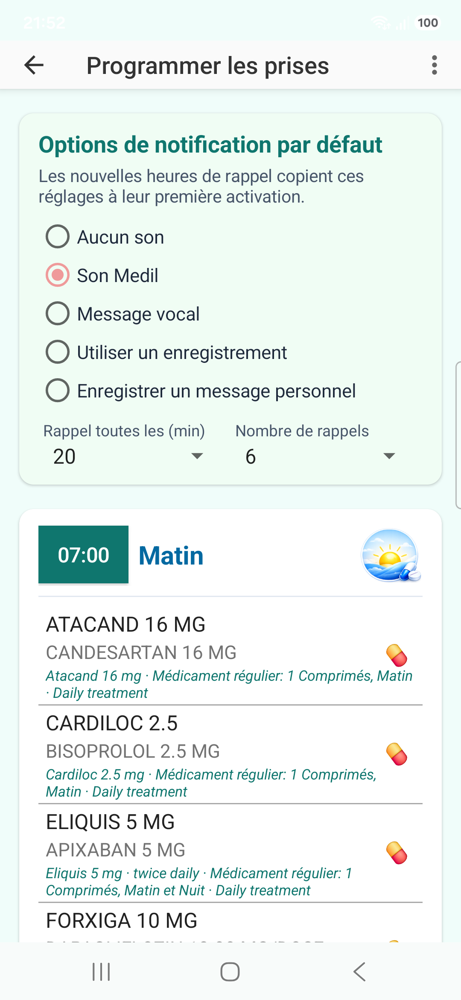 21:52
100
Programmer les prises
Options de notification par défaut
Les nouvelles heures de rappel copient ces
réglages à leur première activation.
Aucun son
Son Medil
Message vocal
Utiliser un enregistrement
Enregistrer un message personnel
Rappel toutes les (min) Nombre de rappels
20 6
07:00 Matin
ATACAND 16 MG
CANDESARTAN 16 MG
Atacand 16 mg · Médicament régulier: 1 Comprimés, Matin
· Daily treatment
CARDILOC 2.5
BISOPROLOL 2.5 MG
Cardiloc 2.5 mg · Médicament régulier: 1 Comprimés,
Matin · Daily treatment
ELIQUIS 5 MG
APIXABAN 5 MG
Eliquis 5 mg · twice daily · Médicament régulier: 1
Comprimés, Matin et Nuit · Daily treatment
FORXIGA 10 MG